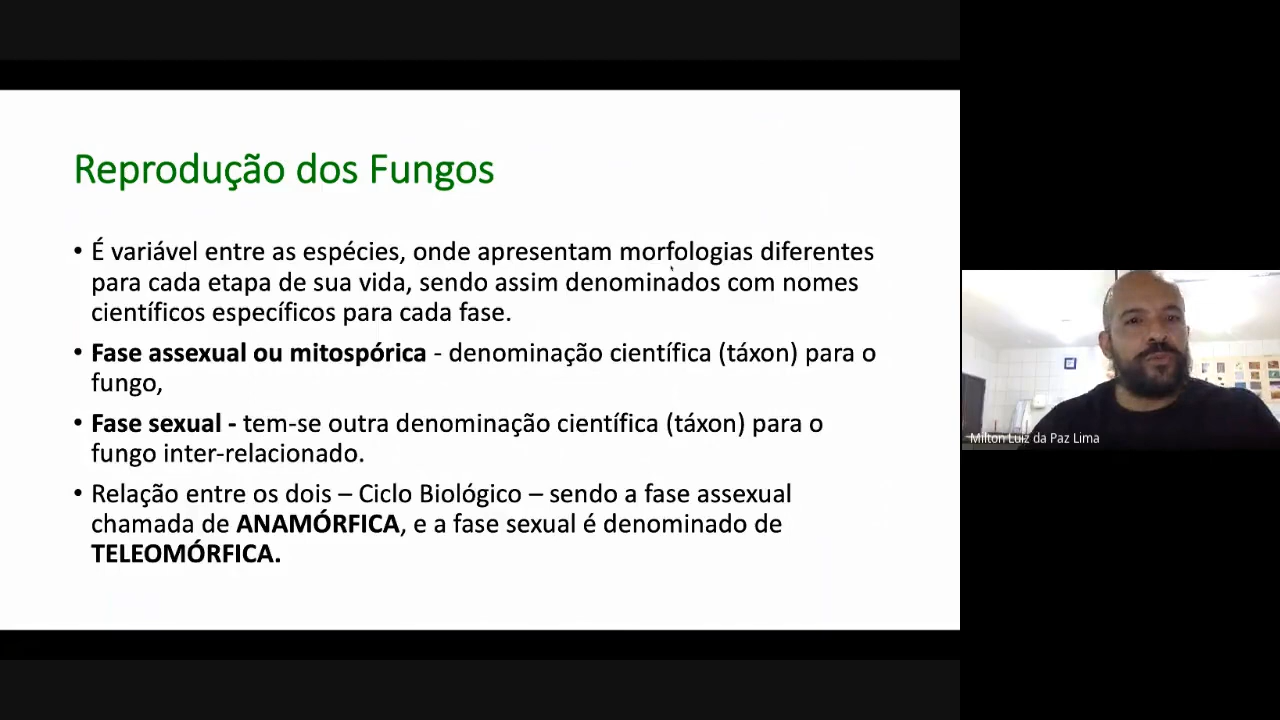 Reprodução dos Fungos
• É variável entre as espécies, onde apresentam morfologias diferentes
para cada etapa de sua vida, sendo assim denominados com nomes
científicos específicos para cada fase.
• Fase assexual ou mitospórica - denominação científica (táxon) para o
fungo,
• Fase sexual - tem-se outra denominação científica (táxon) para o
fungo inter-relacionado.
• Relação entre os dois – Ciclo Biológico – sendo a fase assexual
chamada de ANAMÓRFICA, e a fase sexual é denominado de
TELEOMÓRFICA.
Milton Luiz da Paz Lima